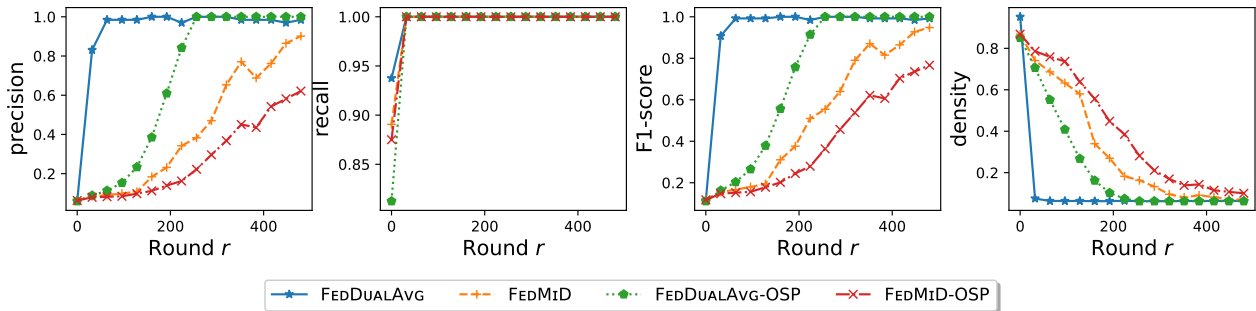 precision
1.0
0.8
0.6
0.4
0.2
0
200
400
Round r
recall
1.00
0.95
0.90
0.85
0
200
400
Round r
F1-score
1.0
0.8
0.6
0.4
0.2
0
200
400
Round r
density
0.8
0.6
0.4
0.2
0
200
400
Round r
FEDDUALAVG
FEDMID
FEDDUALAVG-OSP
FEDMID-OSP